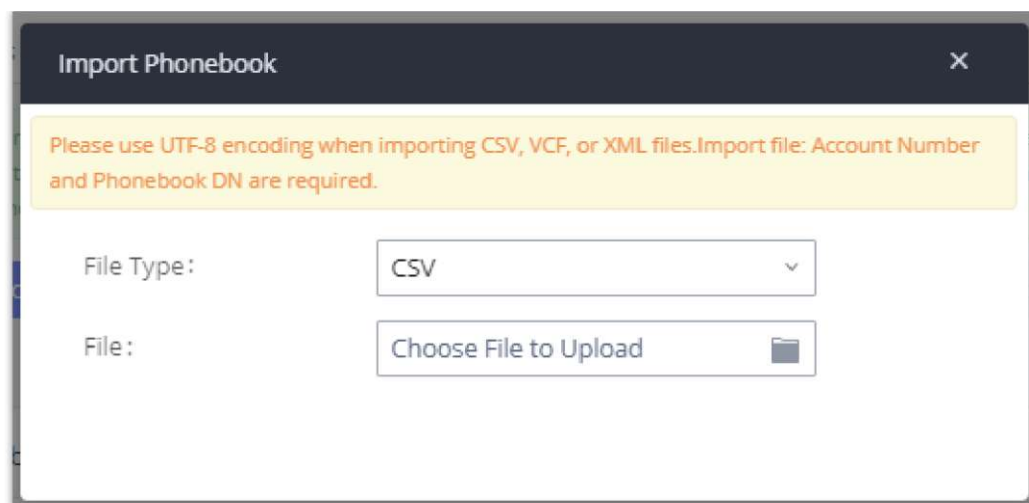 Import Phonebook
Please use UTF-8 encoding when importing CSV, VCF, or XML files.Import file: Account Number
and Phonebook DN are required.
File Type:
CSV
File:
Choose File to Upload